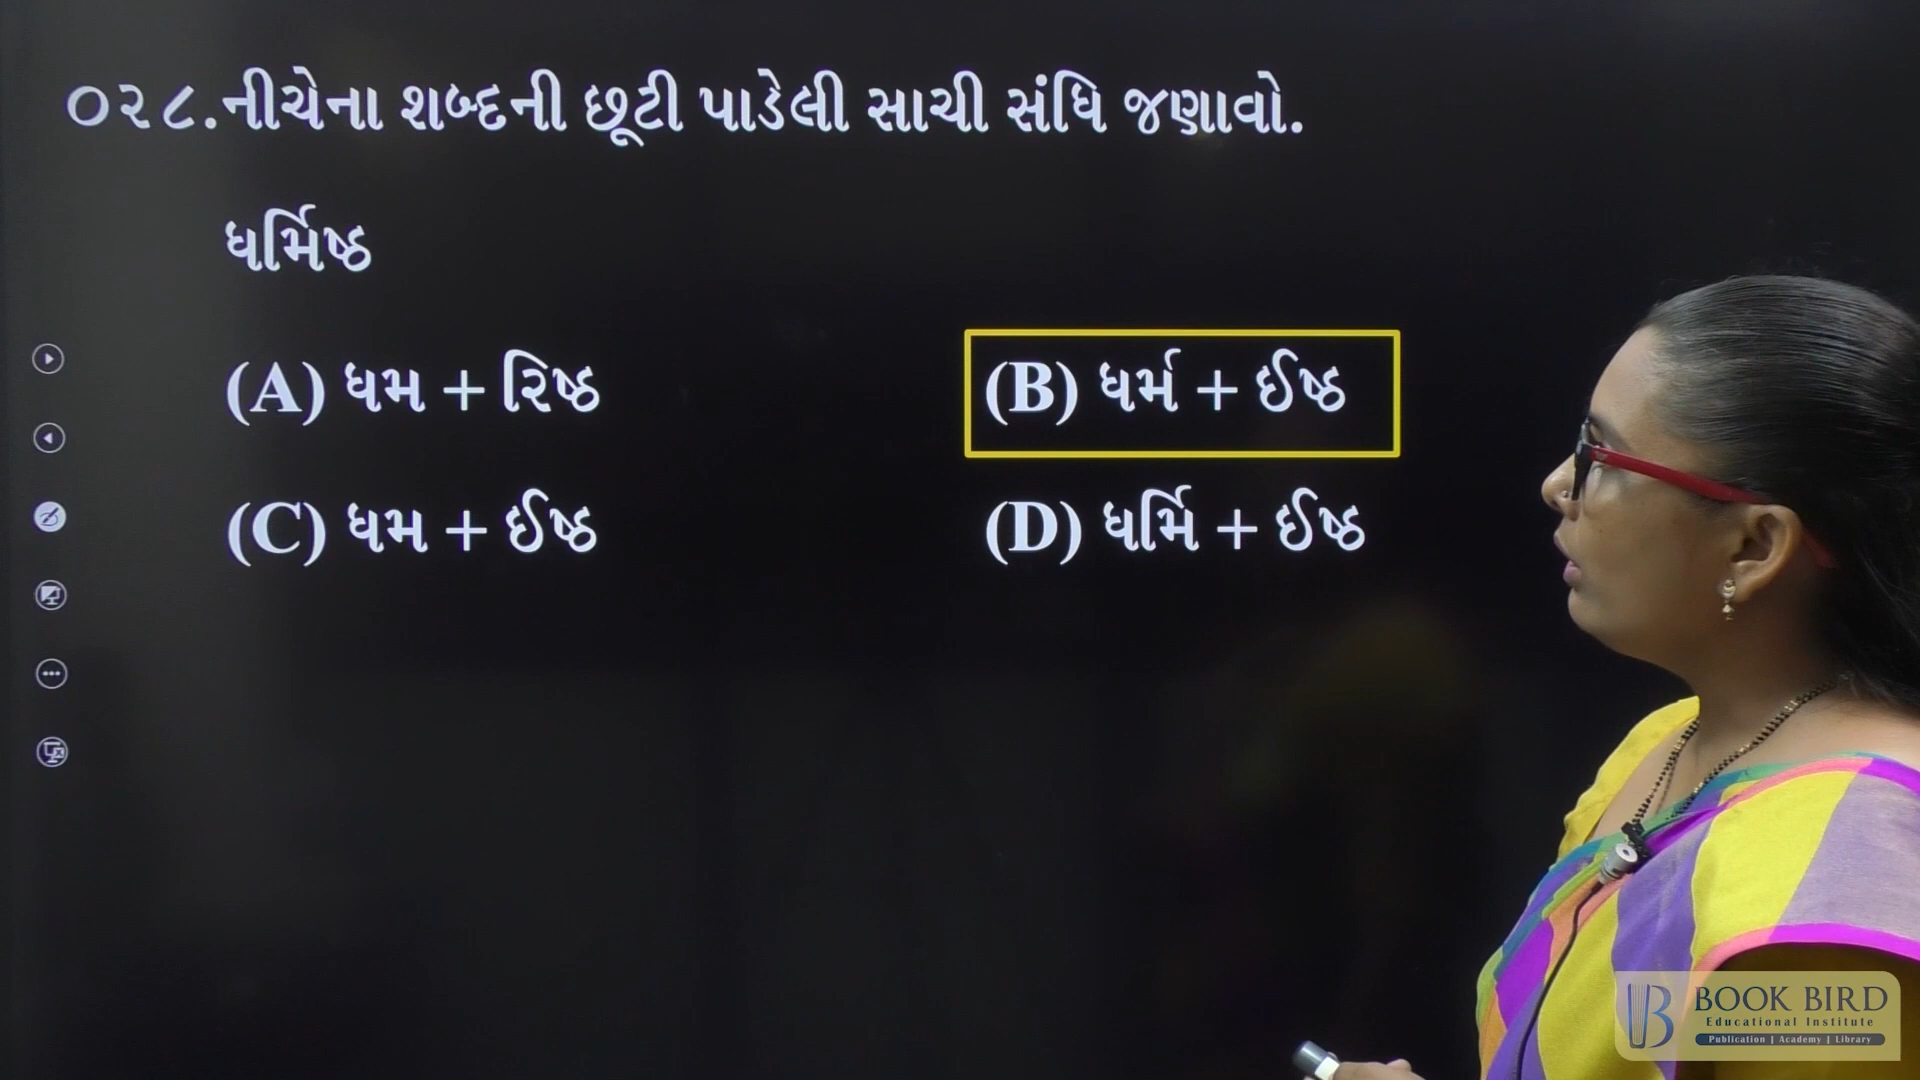 ૦૨૮.નીચેના શબ્દની છૂટી પાડેલી સાચી સંધિ જણાવો.
ધર્મિષ્ઠ
(A) ધમ + રિષ્ઠ
(B) ધર્મ + ઈષ્ઠ
(C) ધમ + ઈષ્ઠ
(D) ધર્મિ + ઈષ્ઠ
BOOK BIRD
Educational Institute
Publication | Academy | Library